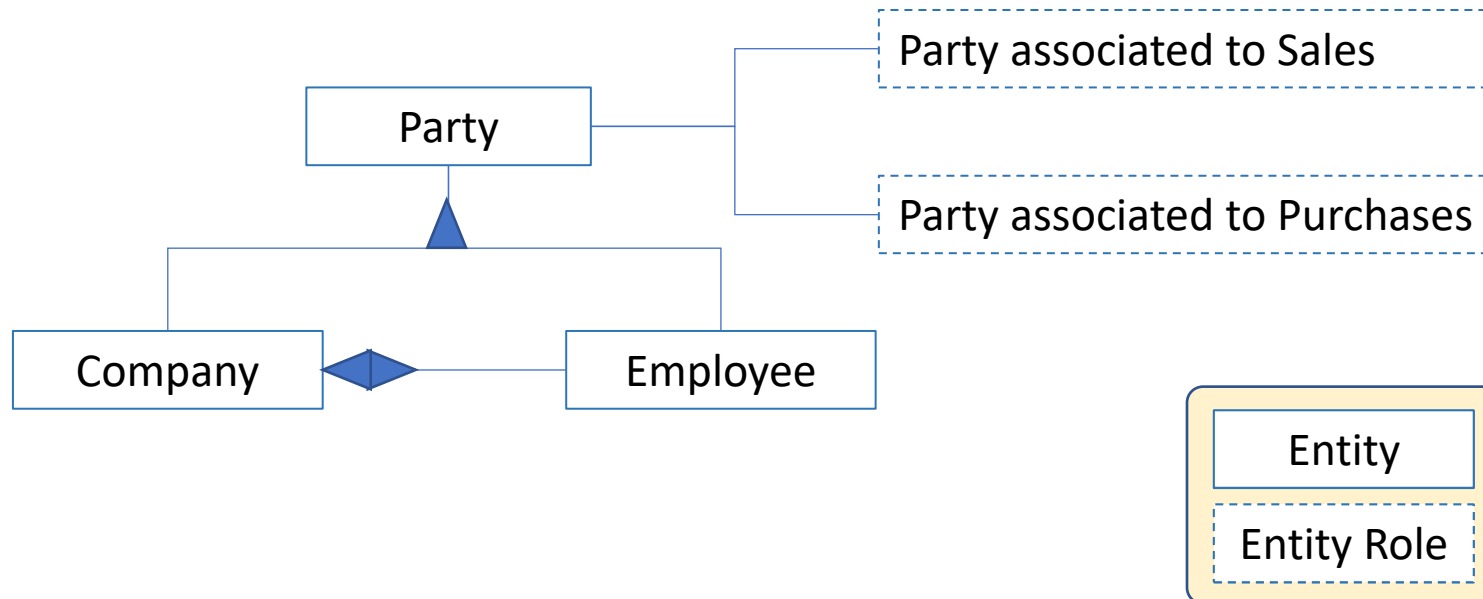 Party associated to Sales
Party
Party associated to Purchases
Company
Employee
Entity
Entity Role